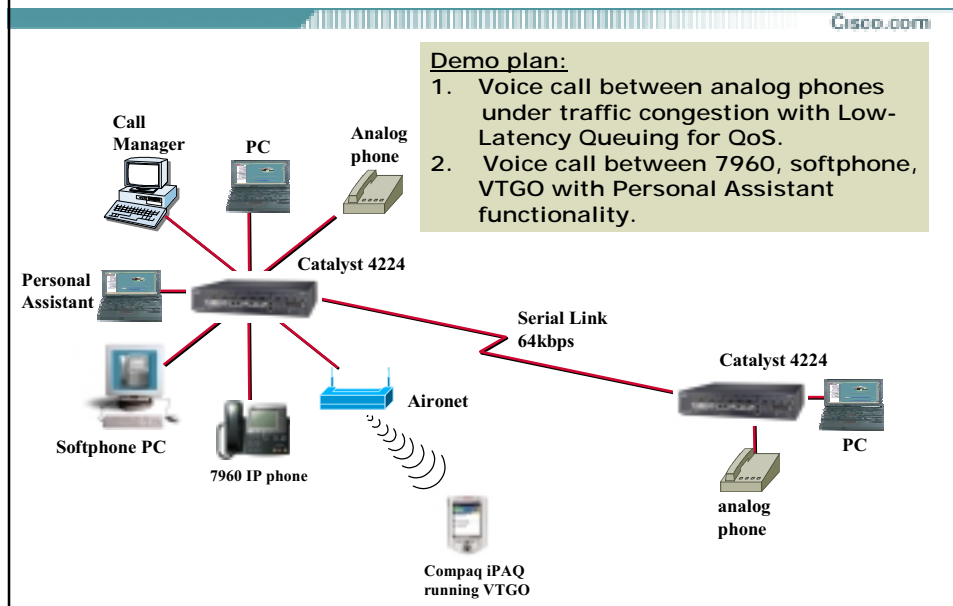 Cisco.com
Demo plan:
1. Voice call between analog phones
under traffic congestion with Low-
Latency Queuing for QoS.
2. Voice call between 7960, softphone,
VTGO with Personal Assistant
functionality.
Call
Manager
PC
Analog
phone
Catalyst 4224
Personal
Assistant
Serial Link
64kbps
Catalyst 4224
Aironet
Softphone PC
7960 IP phone
PC
analog
phone
Compaq iPAQ
running VTGO